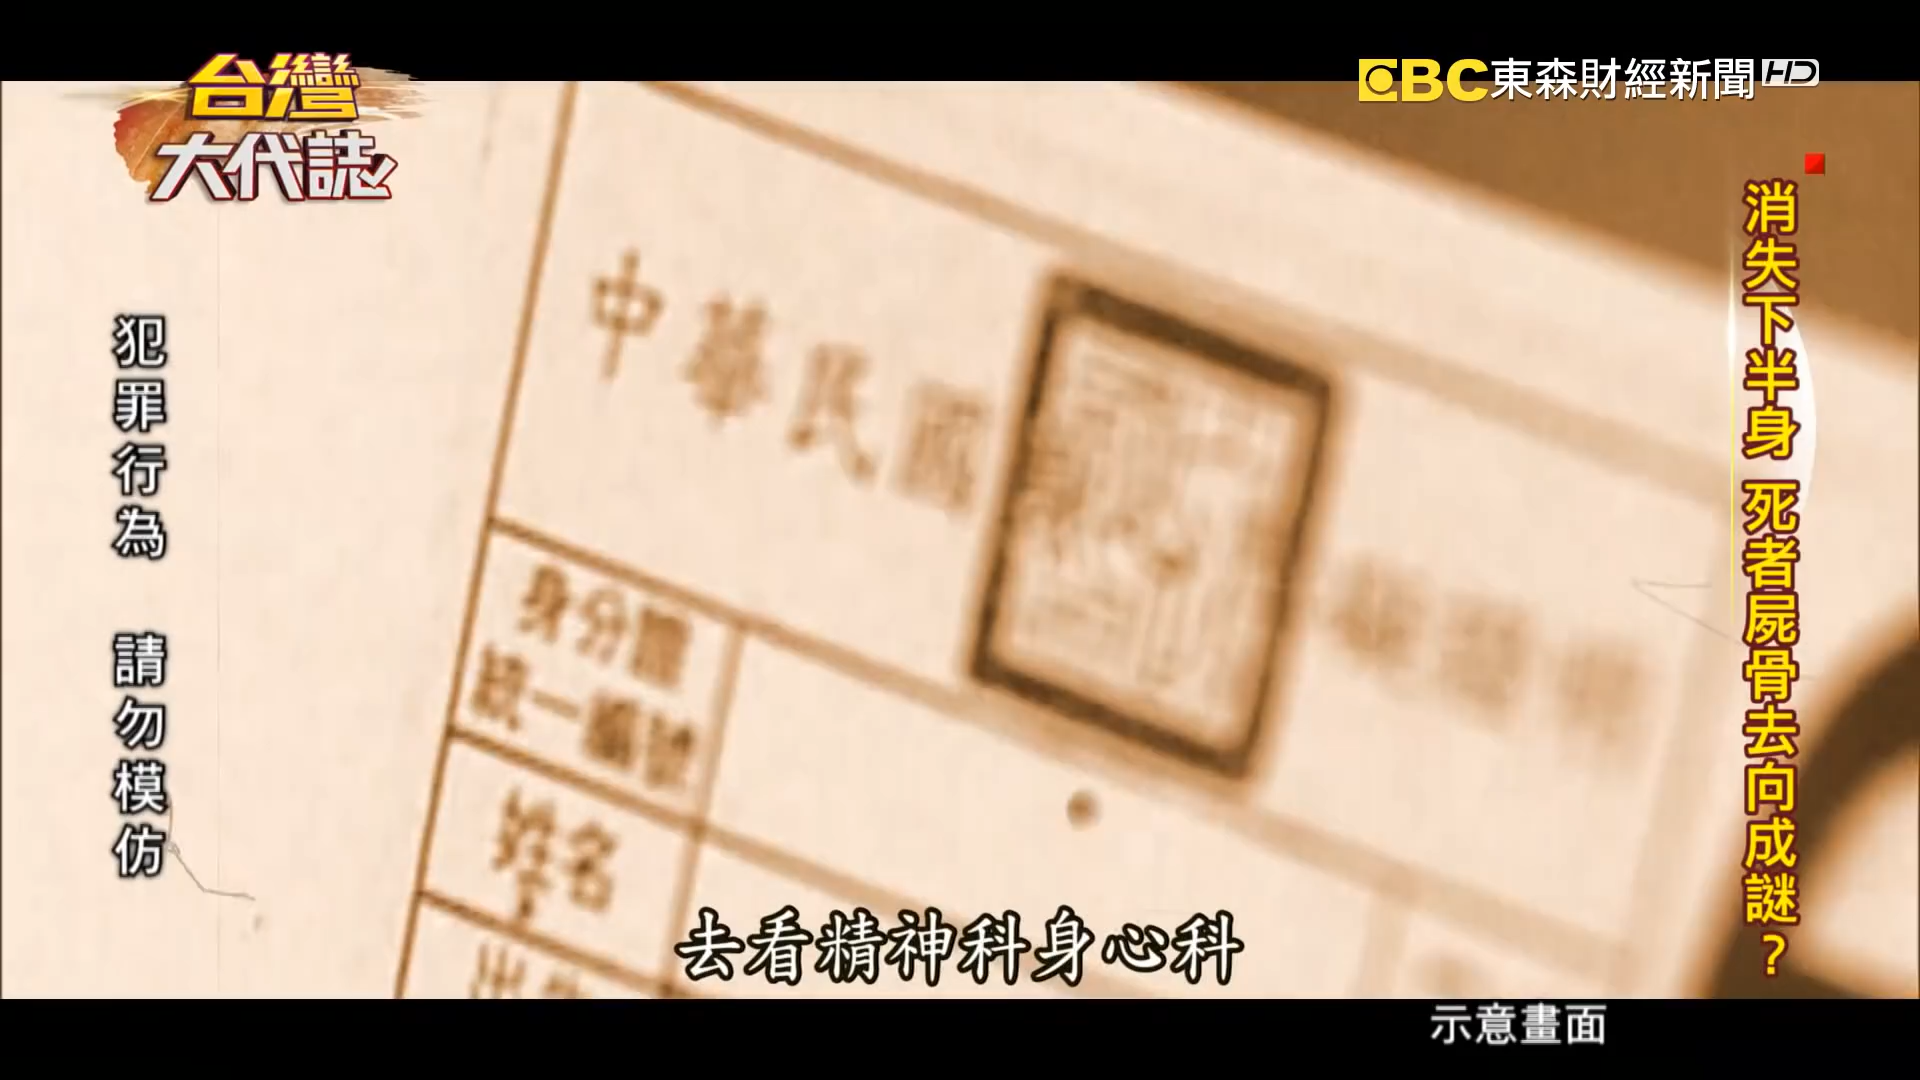 台灣
大代誌
EBC東森財經新聞HD
消失下半身 死者屍骨去向成謎？
犯罪行為 請勿模仿
中華民國
身分證
統一編號
姓名
去看精神科身心科
示意畫面